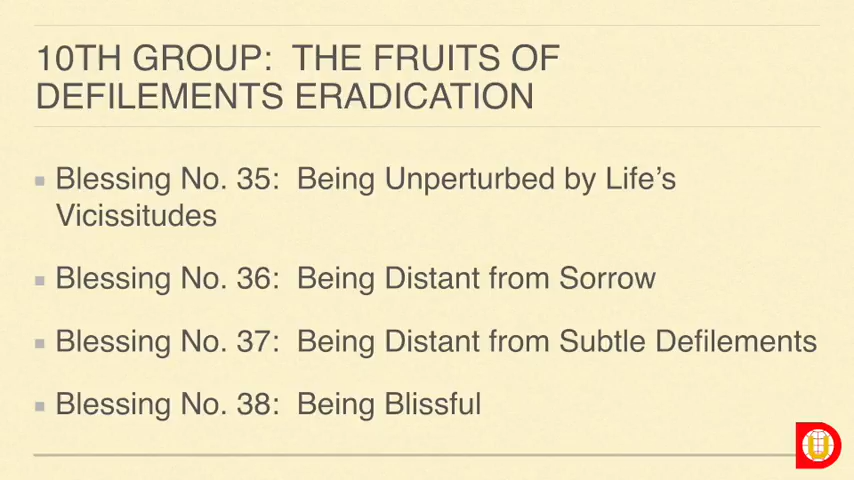 10TH GROUP: THE FRUITS OF
DEFILEMENTS ERADICATION
Blessing No. 35: Being Unperturbed by Life’s
Vicissitudes
Blessing No. 36: Being Distant from Sorrow
Blessing No. 37: Being Distant from Subtle Defilements
Blessing No. 38: Being Blissful
D
U